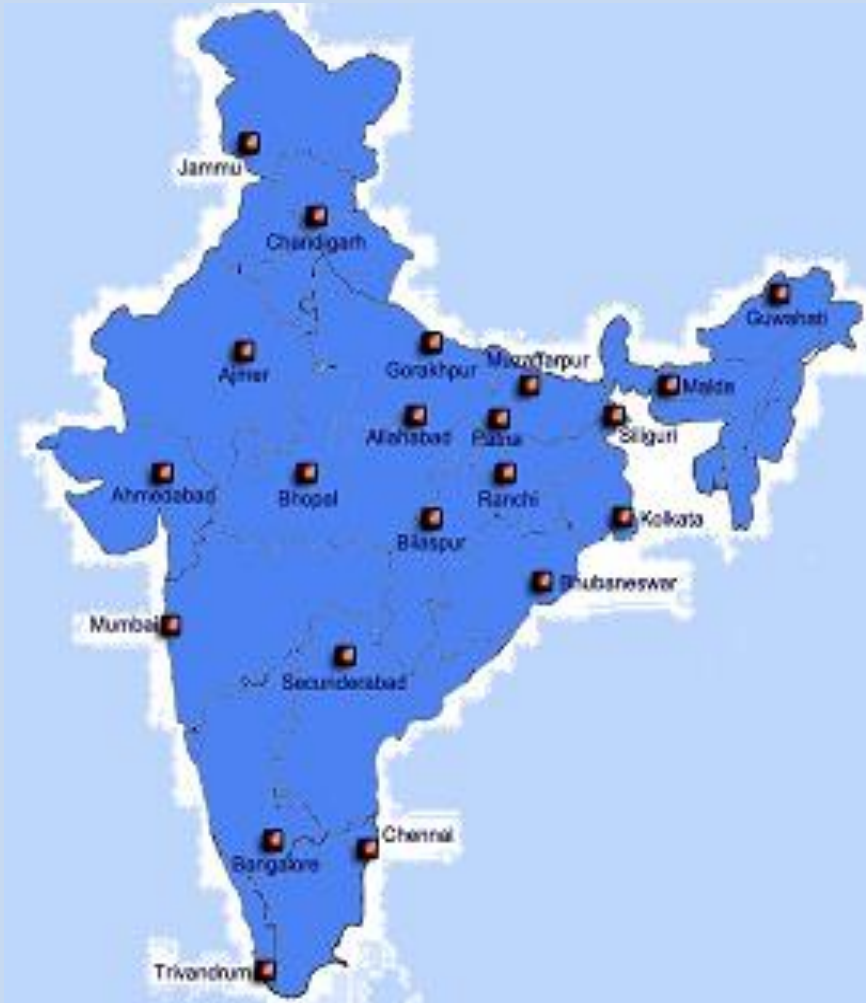 Jammu
Chandigarh
Guwahati
Ajmer
Gorakhpur
Muzaffarpur
Malda
Allahabad
Patna
Siliguri
Ahmedabad
Bhopal
Ranchi
Bilaspur
Kolkata
Bhubaneswar
Mumbai
Secunderabad
Chennai
Bangalore
Trivandrum